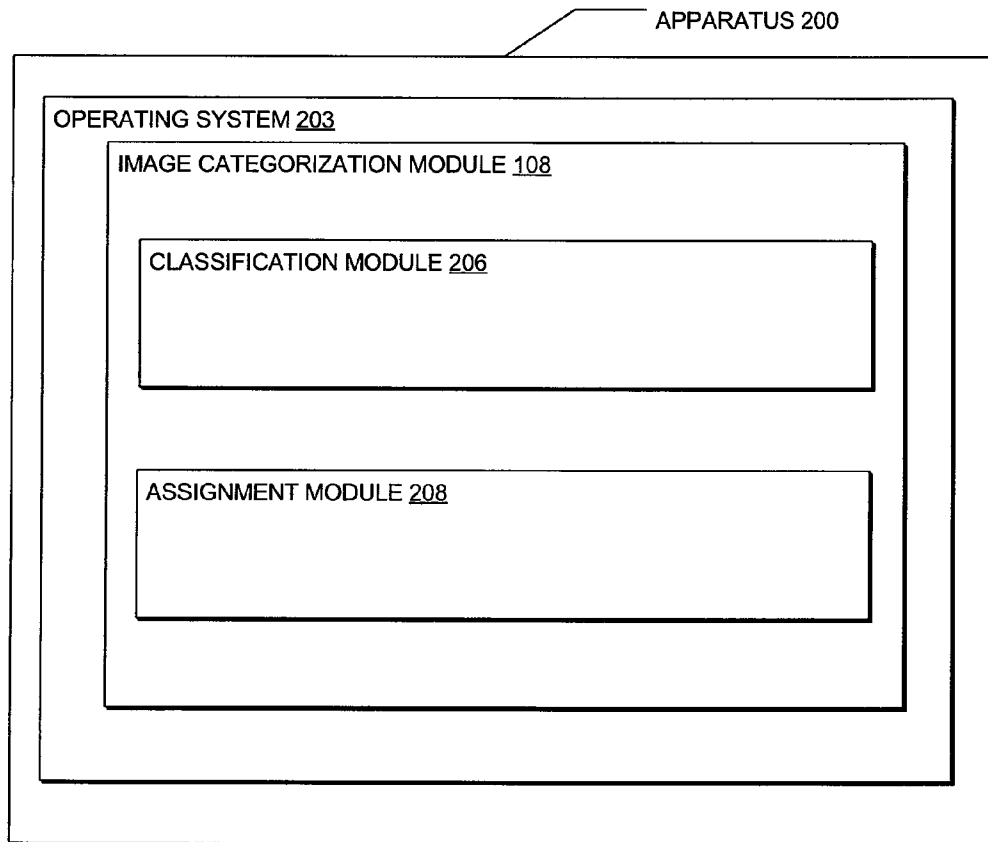 APPARATUS 200
OPERATING SYSTEM 203
IMAGE CATEGORIZATION MODULE 108
CLASSIFICATION MODULE 206
ASSIGNMENT MODULE 208